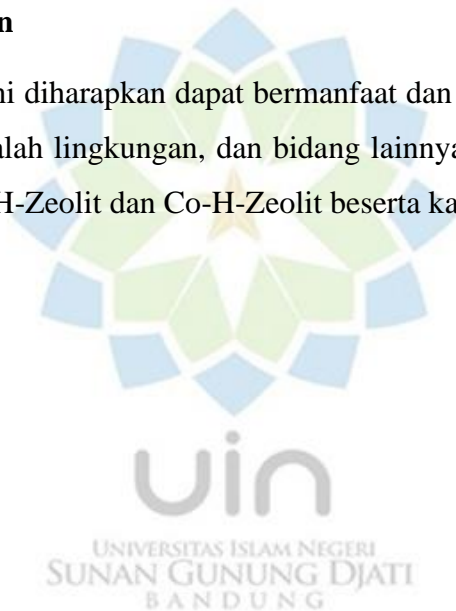 n
ni diharapkan dapat bermanfaat dan
alah lingkungan, dan bidang lainnya
H-Zeolit dan Co-H-Zeolit beserta ka
uin
UNIVERSITAS ISLAM NEGERI
SUNAN GUNUNG DJATI
BANDUNG